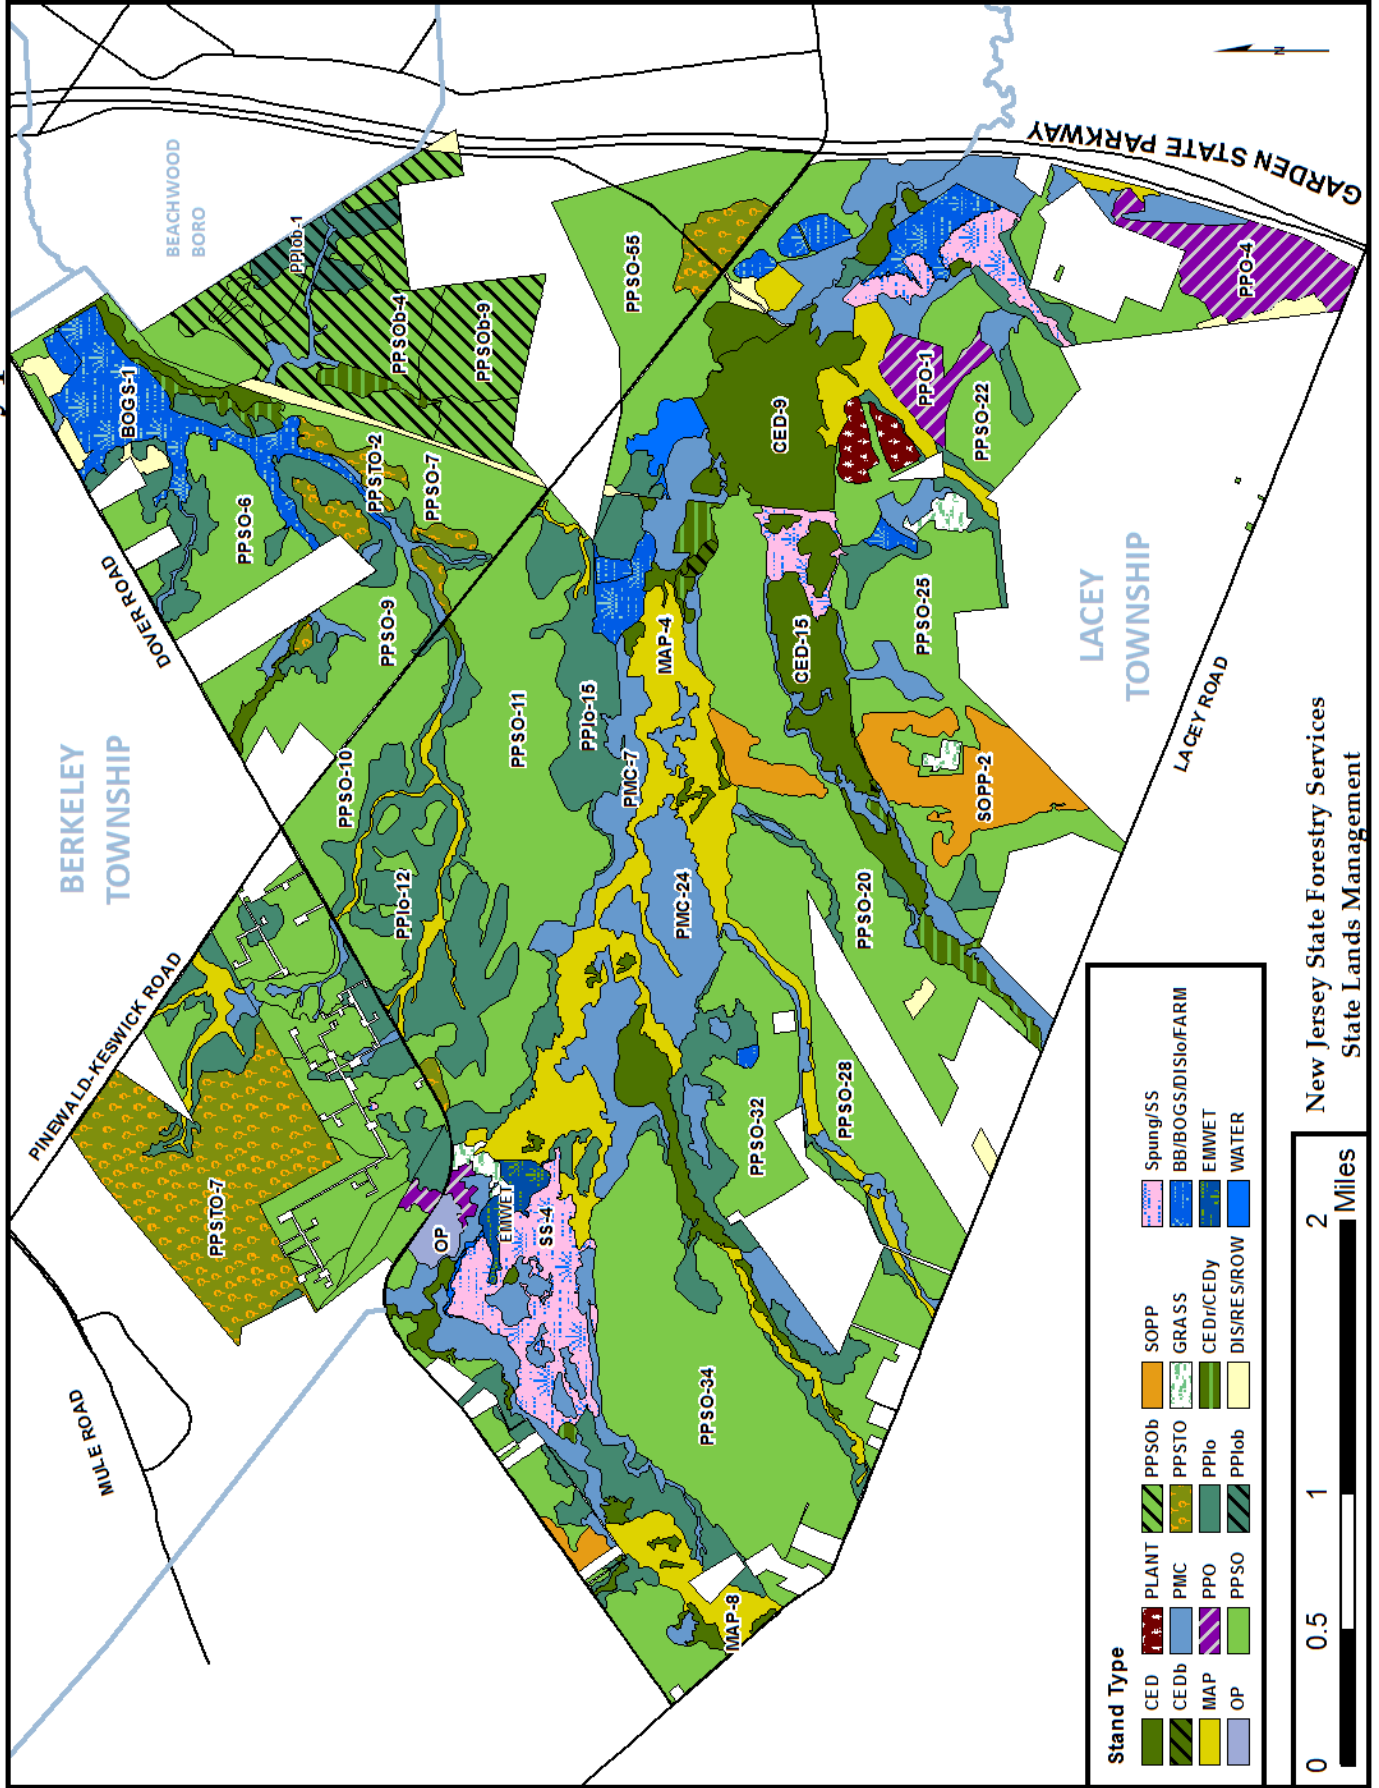 BERKELEY
TOWNSHIP
BEACHWOOD
BORO
LACEY
TOWNSHIP
MULE ROAD
PINEWALD-KESWICK ROAD
DOVER ROAD
LACEY ROAD
GARDEN STATE PARKWAY
N
PPSTO-7
OP
EMWET
SS-4
PPSO-34
MAP-8
PPSO-32
PPSO-28
PPSO-20
PPIo-12
PPSO-10
PPSO-11
PPIo-15
PMC-7
PMC-24
MAP-4
PPSO-9
PPSO-6
BOGS-1
PPSTO-2
PPSO-7
PPIob-1
PPSOb-4
PPSOb-9
PPSO-55
CED-9
CED-15
PPSO-25
SOPP-2
PPO-1
PPSO-22
PPO-4
Stand Type
CED
CEDb
MAP
OP
PLANT
PMC
PPO
PPSO
PPSOb
PPSTO
PPIo
PPIob
SOPP
GRASS
CEDr/CEDy
DIS/RES/ROW
Spung/SS
BB/BOGS/DISIo/FARM
EMWET
WATER
0 0.5 1 2
Miles
New Jersey State Forestry Services
State Lands Management